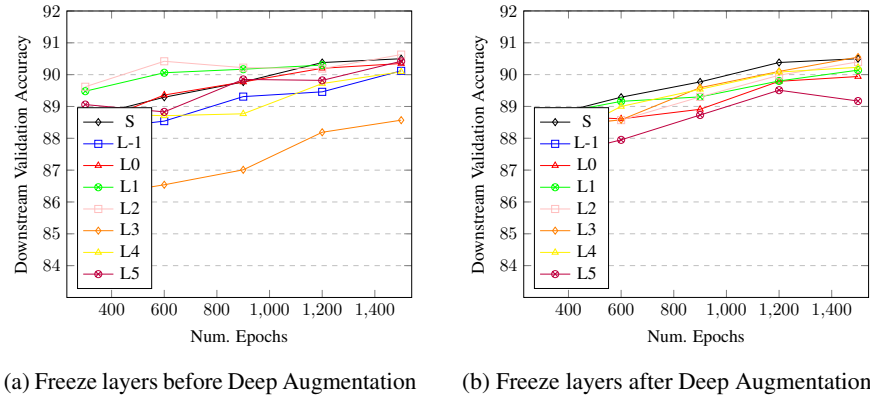 92
91
90
89
88
87
86
85
84
Downstream Validation Accuracy
S
L-1
L0
L1
L2
L3
L4
L5
400 600 800 1,000 1,200 1,400
Num. Epochs
(a) Freeze layers before Deep Augmentation
92
91
90
89
88
87
86
85
84
Downstream Validation Accuracy
S
L-1
L0
L1
L2
L3
L4
L5
400 600 800 1,000 1,200 1,400
Num. Epochs
(b) Freeze layers after Deep Augmentation